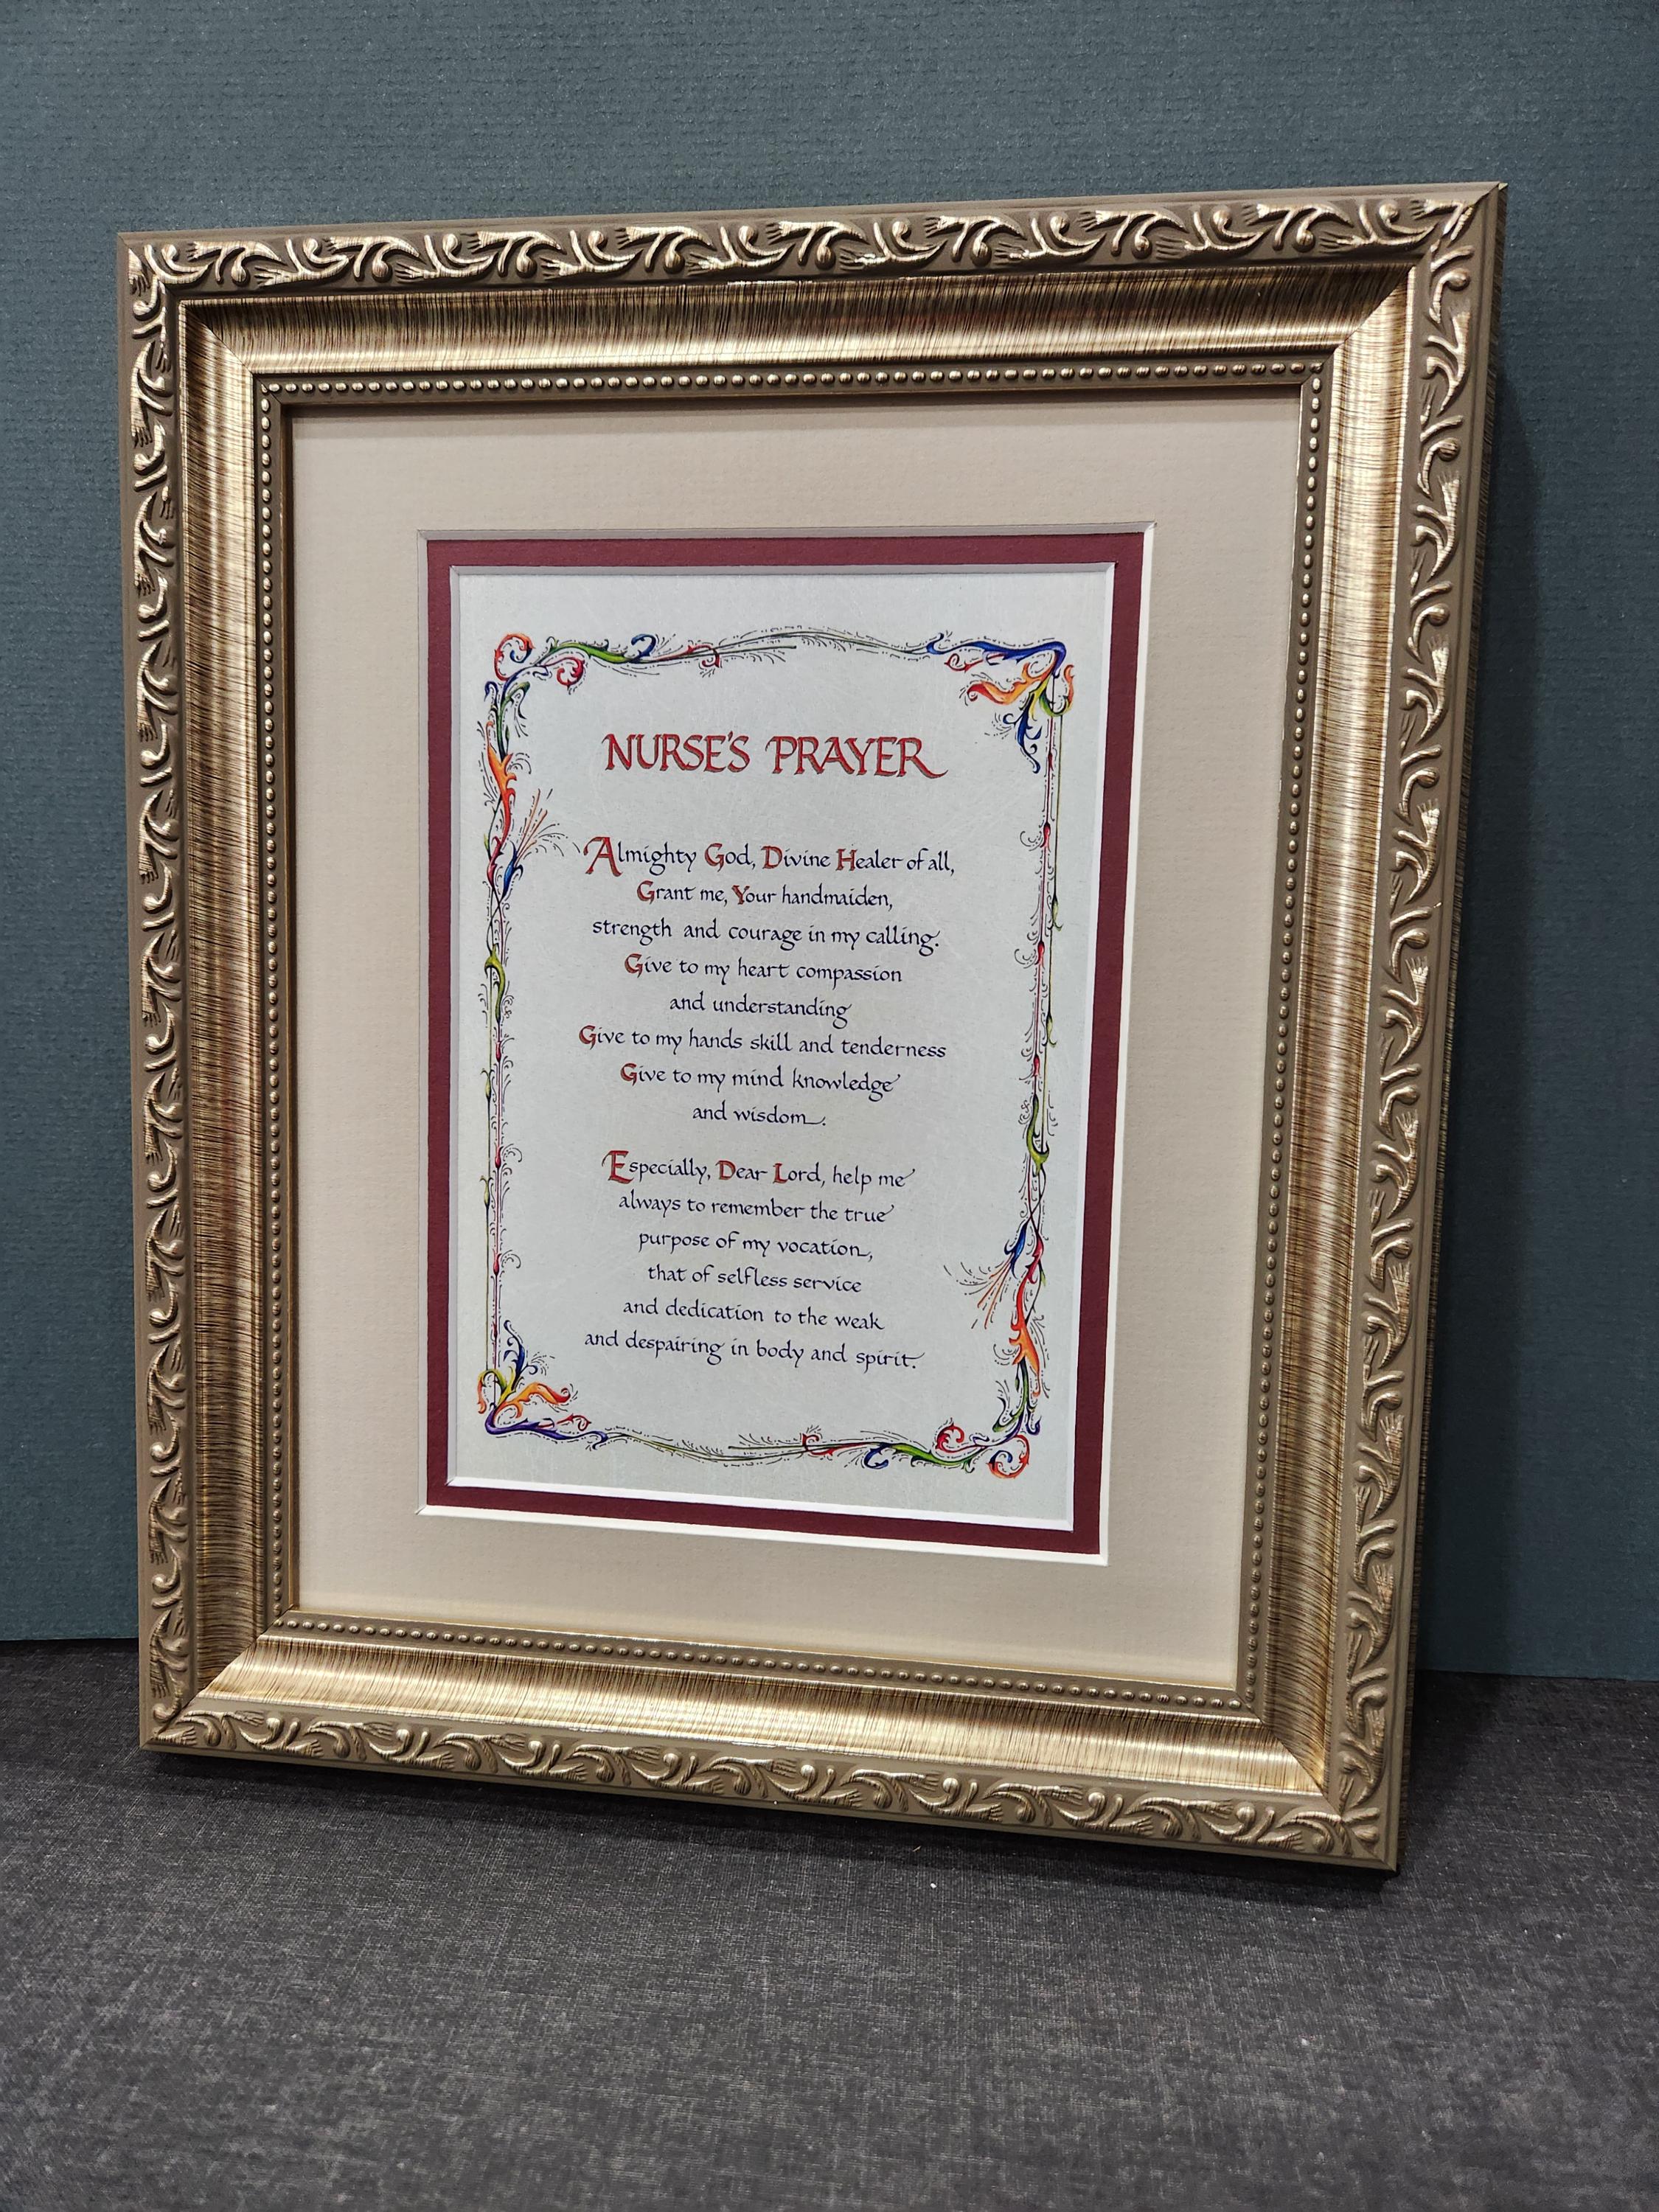 NURSE'S PRAYER
Almighty God, Divine Healer of all,
Grant me, Your handmaiden,
strength and courage in my calling.
Give to my heart compassion
and understanding
Give to my hands skill and tenderness
Give to my mind knowledge
and wisdom.
Especially, Dear Lord, help me
always to remember the true
purpose of my vocation,
that of selfless service
and dedication to the weak
and despairing in body and spirit.